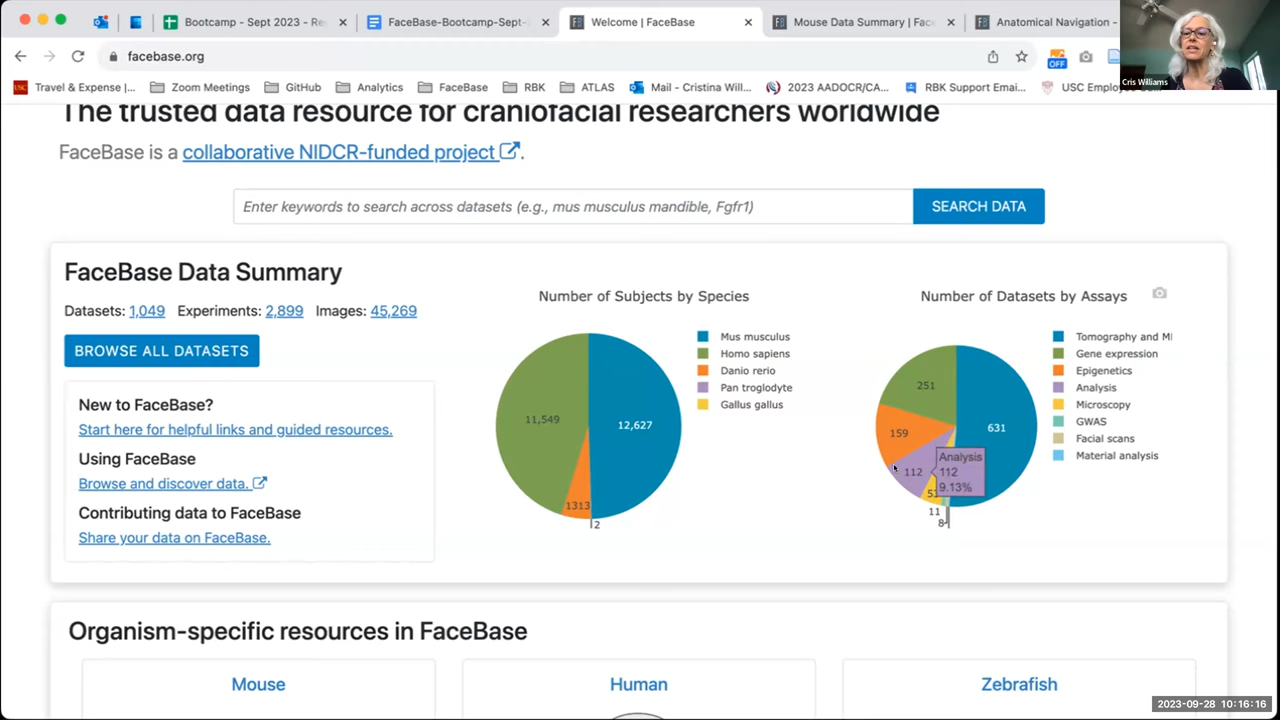 Bootcamp - Sept 2023 - Re
FaceBase-Bootcamp-Sept-
Welcome | FaceBase
Mouse Data Summary | Fac
Anatomical Navigation -
facebase.org
OFF
Cris Williams
Travel & Expense |...
Zoom Meetings
GitHub
Analytics
FaceBase
RBK
ATLAS
Mail - Cristina Will...
2023 AADOCR/CA...
RBK Support Emai...
USC Employee
The trusted data resource for craniofacial researchers worldwide
FaceBase is a collaborative NIDCR-funded project.
Enter keywords to search across datasets (e.g., mus musculus mandible, Fgfr1)
SEARCH DATA
FaceBase Data Summary
Datasets: 1,049 Experiments: 2,899 Images: 45,269
BROWSE ALL DATASETS
New to FaceBase?
Start here for helpful links and guided resources.
Using FaceBase
Browse and discover data.
Contributing data to FaceBase
Share your data on FaceBase.
Number of Subjects by Species
11,549
12,627
1313
2
Mus musculus
Homo sapiens
Danio rerio
Pan troglodyte
Gallus gallus
Number of Datasets by Assays
251
631
159
112
51
11
8
Analysis
112
9.13%
Tomography and MI
Gene expression
Epigenetics
Analysis
Microscopy
GWAS
Facial scans
Material analysis
Organism-specific resources in FaceBase
Mouse
Human
Zebrafish
2023-09-28 10:16:16